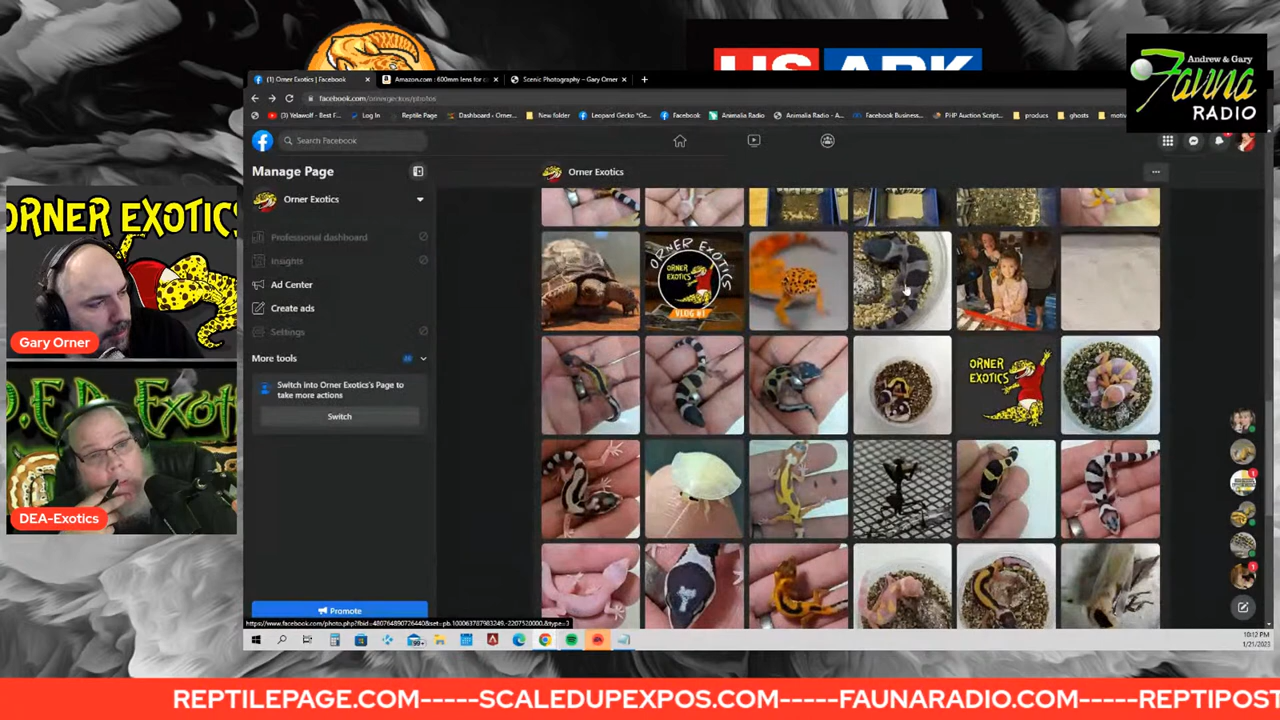 US ARK
Andrew & Gary
Fauna
RADIO
(1) Orner Exotics | Facebook
Amazon.com : 600mm lens for c
Scenic Photography – Gary Orner
facebook.com/ornergeckos/photos
(3) Yelawolf - Best F...
Log In
Reptile Page
Dashboard ‹ Orner...
New folder
Facebook
Leopard Gecko "Ge...
Animalia Radio
Animalia Radio - A...
Facebook Business...
PHP Auction Script...
producs
ghosts
Search Facebook
Manage Page
Orner Exotics
Orner Exotics
Professional dashboard
Insights
Ad Center
Create ads
Settings
More tools
Switch into Orner Exotics's Page to
take more actions
Switch
Promote
ORNER EXOTICS
ORNER
EXOTICS
VLOG #1
ORNER
EXOTICS
ORNER EXOTICS
Gary Orner
D.E.A Exot
DEA-Exotics
10:12 PM
1/21/2023
REPTILEPAGE.COM-----SCALEDUPEXPOS.COM-----FAUNARADIO.COM-----REPTIPOST